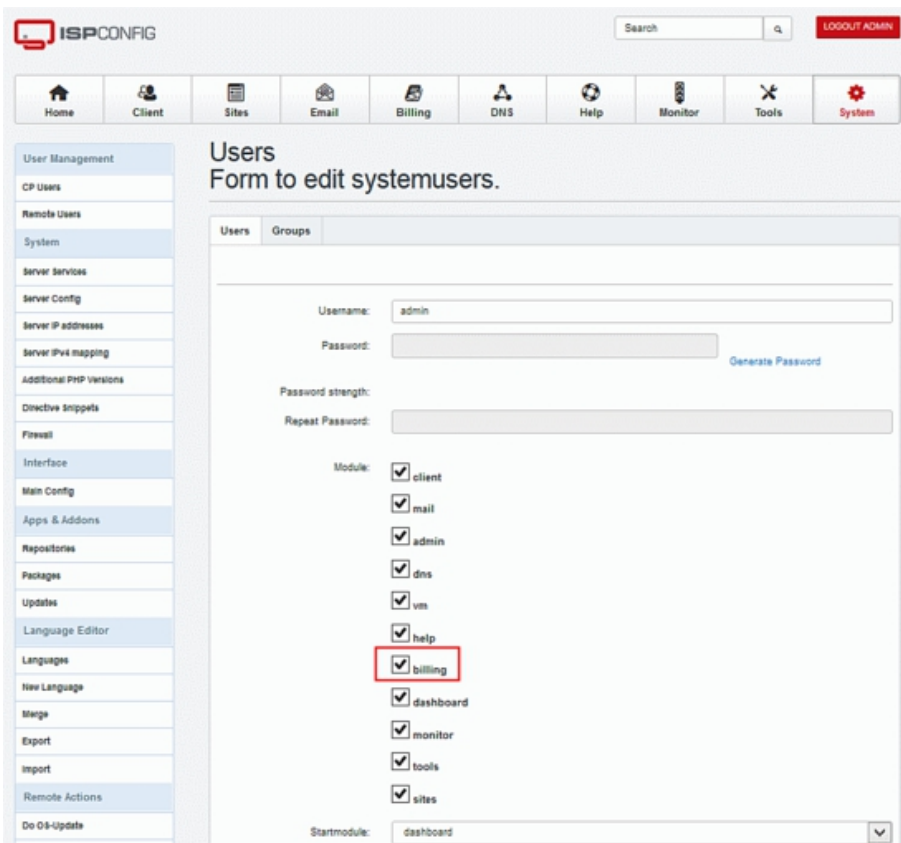 ISPCONFIG
Search
LOGOUT ADMIN
Home Client Sites Email Billing DNS Help Monitor Tools System
User Management
CP Users
Remote Users
System
Server Services
Server Config
Server IP addresses
Server IPv4 mapping
Additional PHP Versions
Directive Snippets
Firewall
Interface
Main Config
Apps & Addons
Repositories
Packages
Updates
Language Editor
Languages
New Language
Merge
Export
Import
Remote Actions
Do OS-Update
Users
Form to edit systemusers.
Users Groups
Username: admin
Password:
Generate Password
Password strength:
Repeat Password:
Module: client
mail
admin
dns
vm
help
billing
dashboard
monitor
tools
sites
Startmodule: dashboard